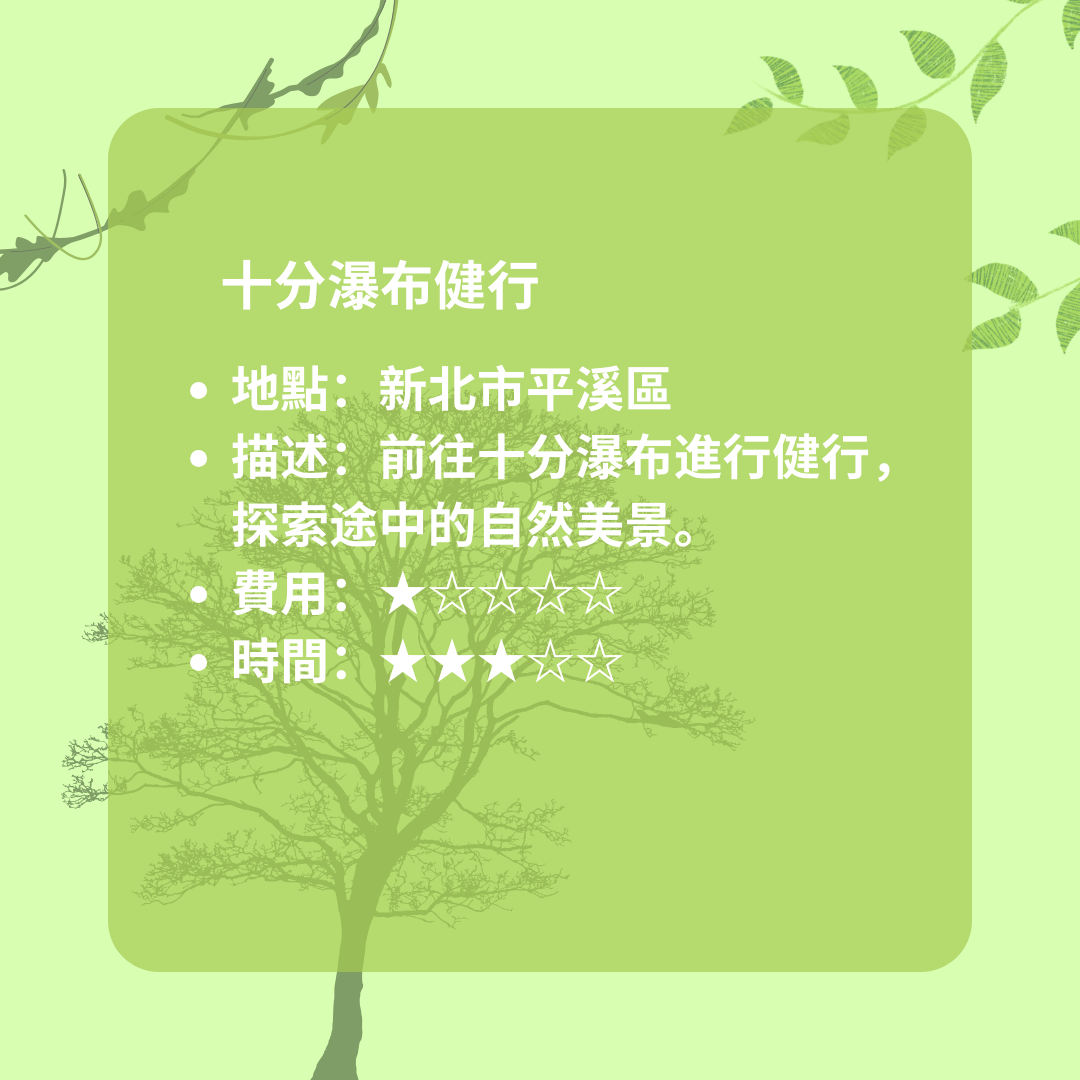 十分瀑布健行
• 地點：新北市平溪區
• 描述：前往十分瀑布進行健行，
探索途中的自然美景。
• 費用：★☆☆☆☆
• 時間：★★★☆☆